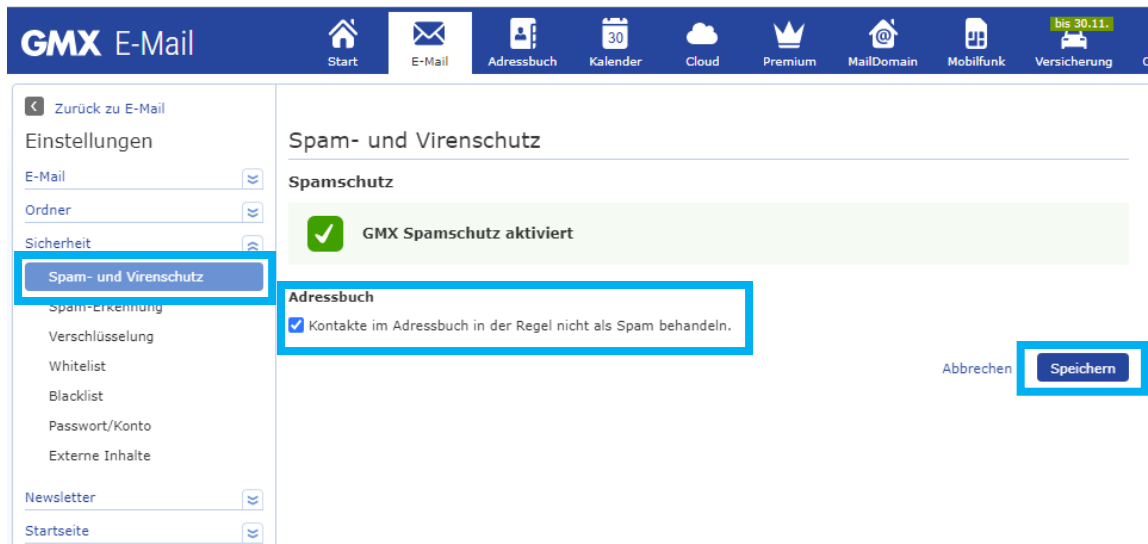 GMX E-Mail
Start
E-Mail
Adressbuch
30
Kalender
Cloud
Premium
@
MailDomain
Mobilfunk
bis 30.11.
Versicherung
Zurück zu E-Mail
Einstellungen
E-Mail
Ordner
Sicherheit
Spam- und Virenschutz
Spam-Erkennung
Verschlüsselung
Whitelist
Blacklist
Passwort/Konto
Externe Inhalte
Newsletter
Startseite
Spam- und Virenschutz
Spamschutz
GMX Spamschutz aktiviert
Adressbuch
Kontakte im Adressbuch in der Regel nicht als Spam behandeln.
Abbrechen
Speichern